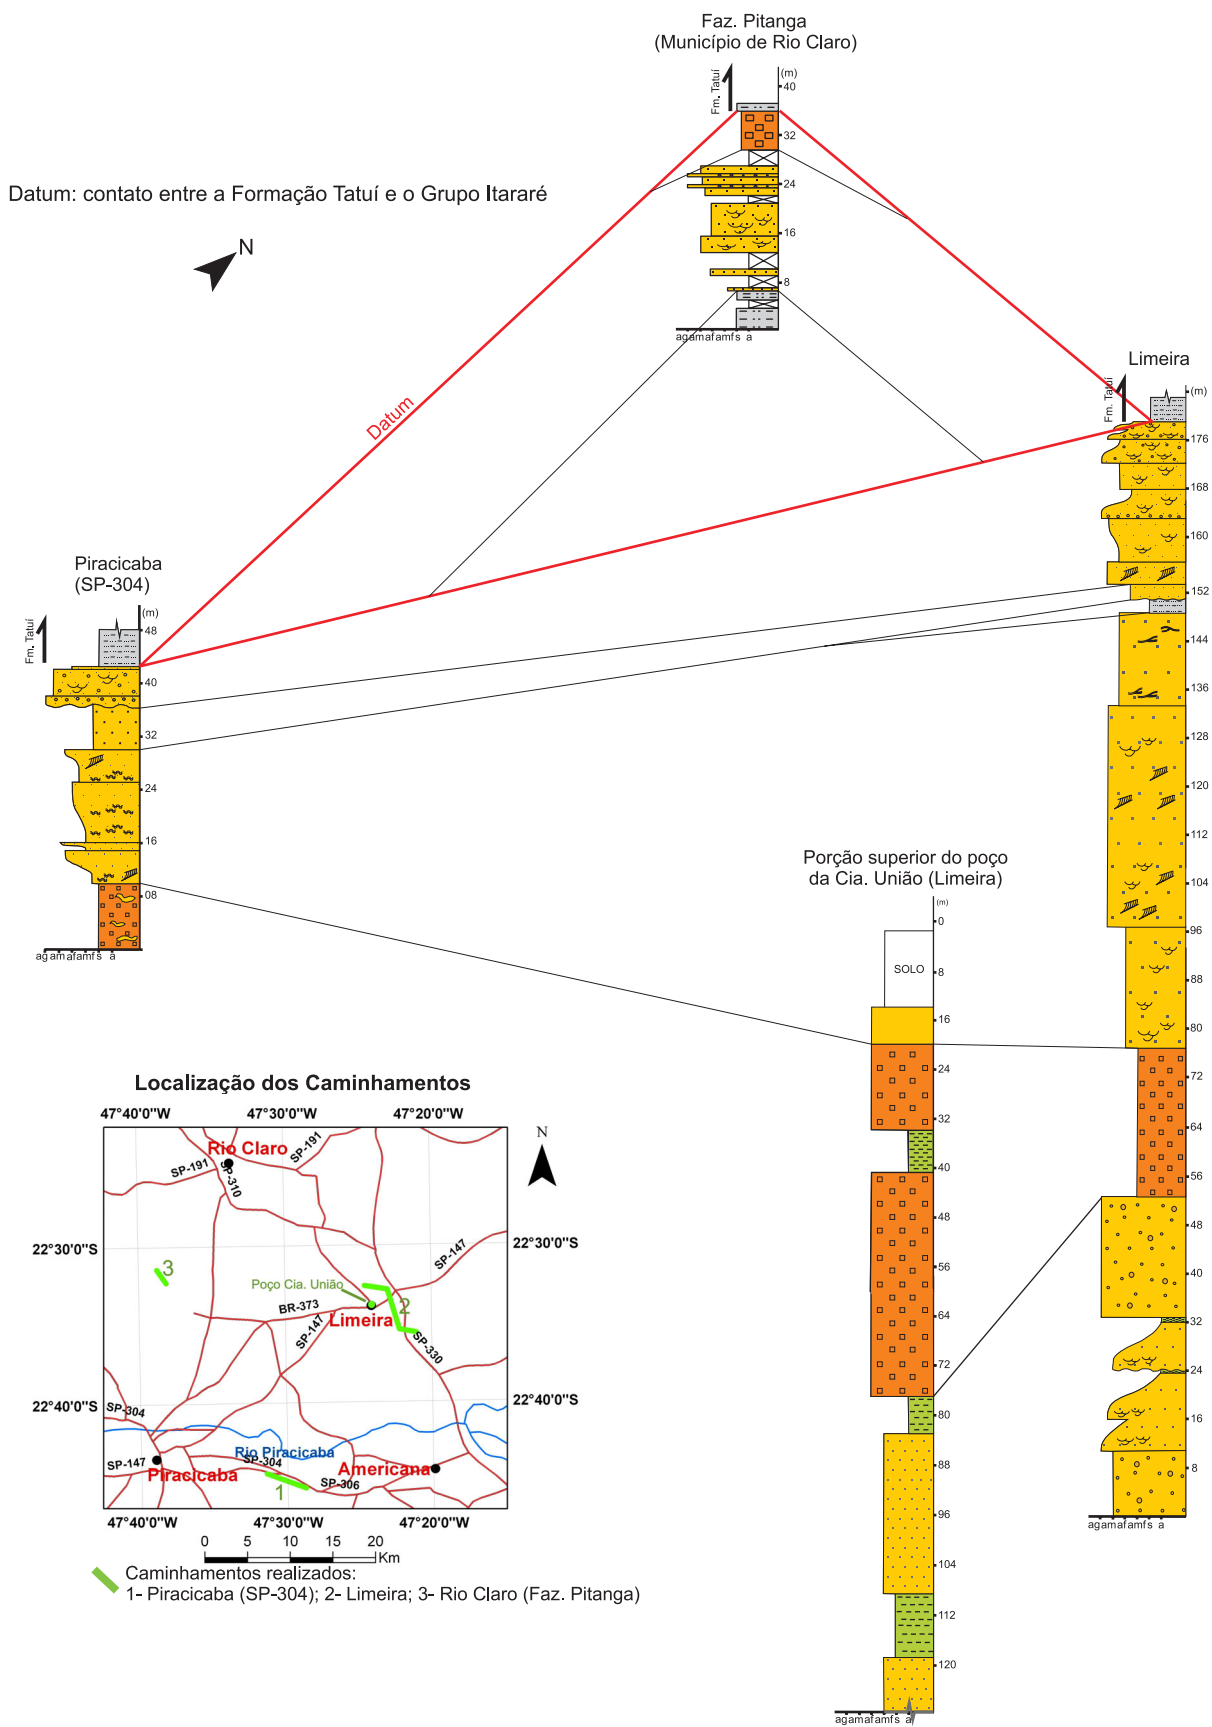 Faz. Pitanga
(Município de Rio Claro)
Fm. Tatuí
(m)
40
32
24
16
8
agamafamfs a
Datum: contato entre a Formação Tatuí e o Grupo Itararé
N
Datum
Limeira
Fm. Tatuí
(m)
176
168
160
152
144
136
128
120
112
104
96
88
80
72
64
56
48
40
32
24
16
8
agamafamfs a
Piracicaba
(SP-304)
Fm. Tatuí
(m)
48
40
32
24
16
08
agamafamfs a
Porção superior do poço
da Cia. União (Limeira)
(m)
0
SOLO
8
16
24
32
40
48
56
64
72
80
88
96
104
112
120
agamafamfs a
Localização dos Caminhamentos
47°40'0"W 47°30'0"W 47°20'0"W
N
Rio Claro
SP-191
SP-191
SP-310
22°30'0"S 22°30'0"S
SP-147
3
Poço Cia. União
BR-373
2
Limeira
SP-147
SP-330
22°40'0"S 22°40'0"S
SP-304
Rio Piracicaba
SP-147
SP-304
Piracicaba
Americana
SP-306
1
47°40'0"W 47°30'0"W 47°20'0"W
0 5 10 15 20
Km
Caminhamentos realizados:
1- Piracicaba (SP-304); 2- Limeira; 3- Rio Claro (Faz. Pitanga)